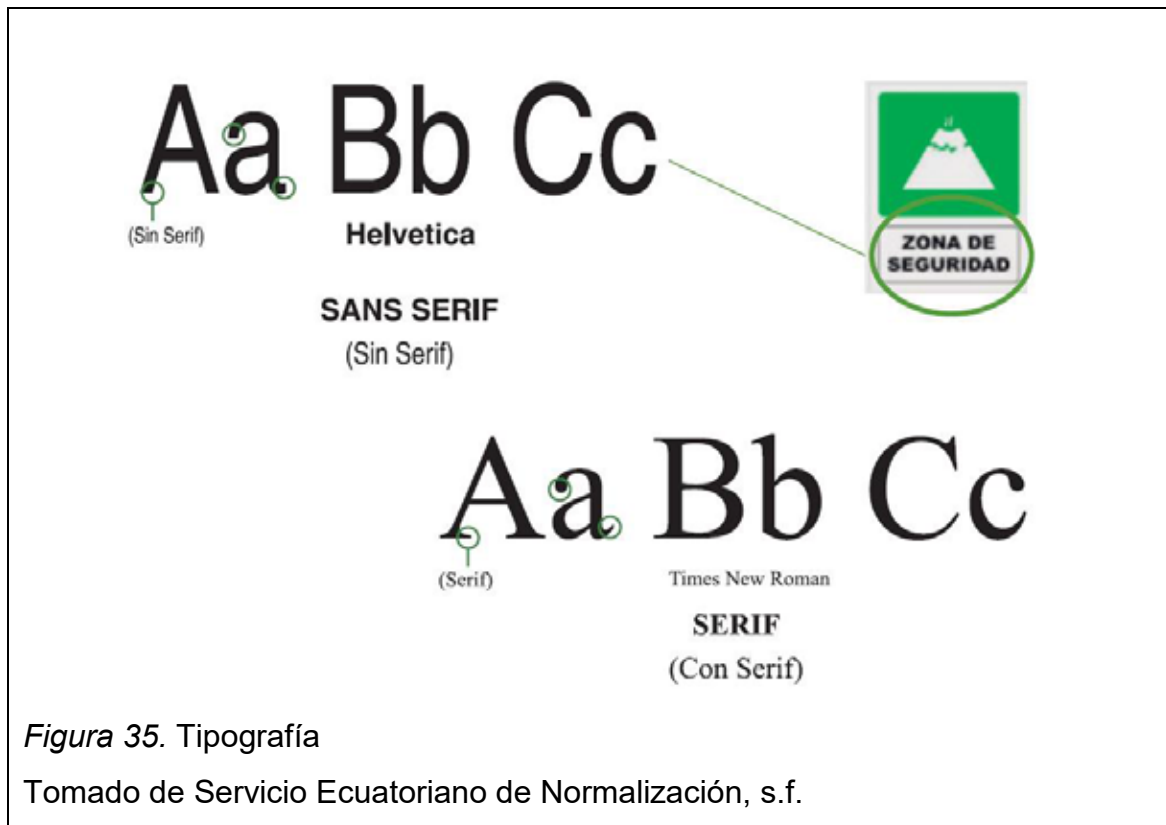 Aa Bb Cc
(Sin Serif)
Helvetica
SANS SERIF
(Sin Serif)
ZONA DE
SEGURIDAD
Aa Bb Cc
(Serif)
Times New Roman
SERIF
(Con Serif)
Figura 35. Tipografía
Tomado de Servicio Ecuatoriano de Normalización, s.f.